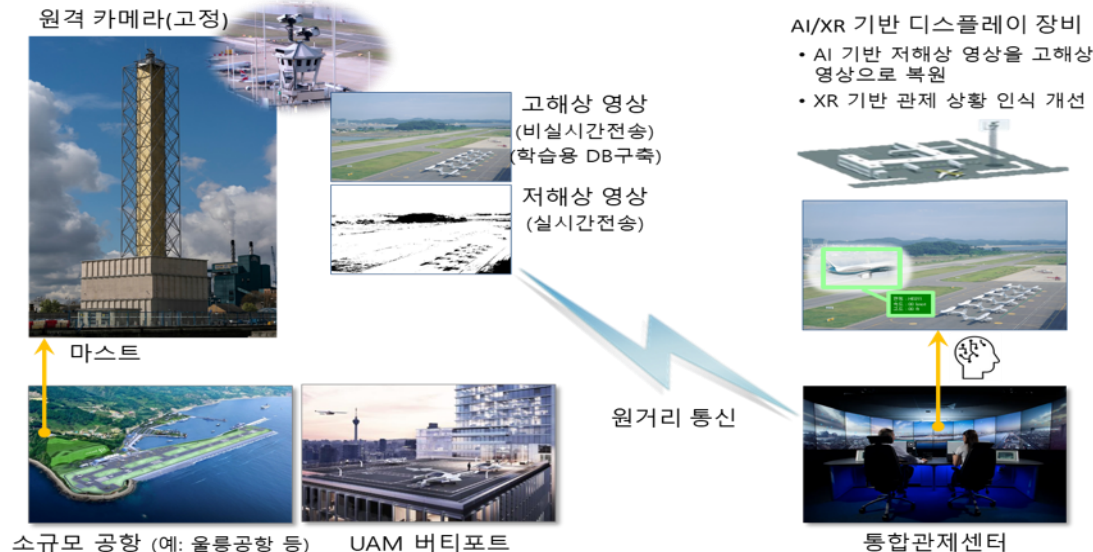 원격 카메라(고정)
고해상 영상
(비실시간전송)
(학습용 DB구축)
저해상 영상
(실시간전송)
마스트
소규모 공항 (예: 울릉공항 등)
UAM 버티포트
원거리 통신
AI/XR 기반 디스플레이 장비
• AI 기반 저해상 영상을 고해상
영상으로 복원
• XR 기반 관제 상황 인식 개선
통합관제센터